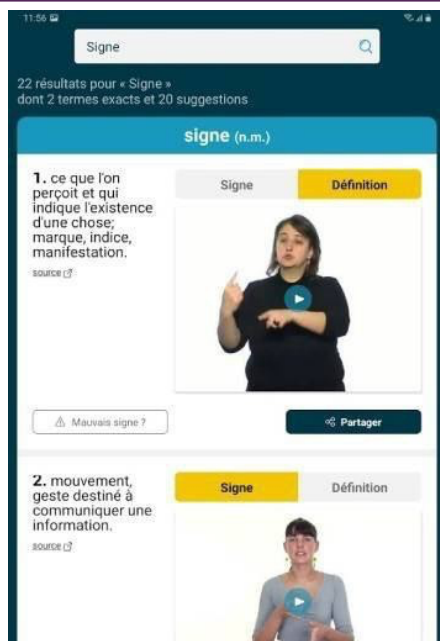 11:56
Signe
22 résultats pour « Signe »
dont 2 termes exacts et 20 suggestions
signe (n.m.)
1. ce que l'on
perçoit et qui
indique l'existence
d'une chose;
marque, indice,
manifestation.
source
Signe
Définition
Mauvais signe ?
Partager
2. mouvement,
geste destiné à
communiquer une
information.
source
Signe
Définition